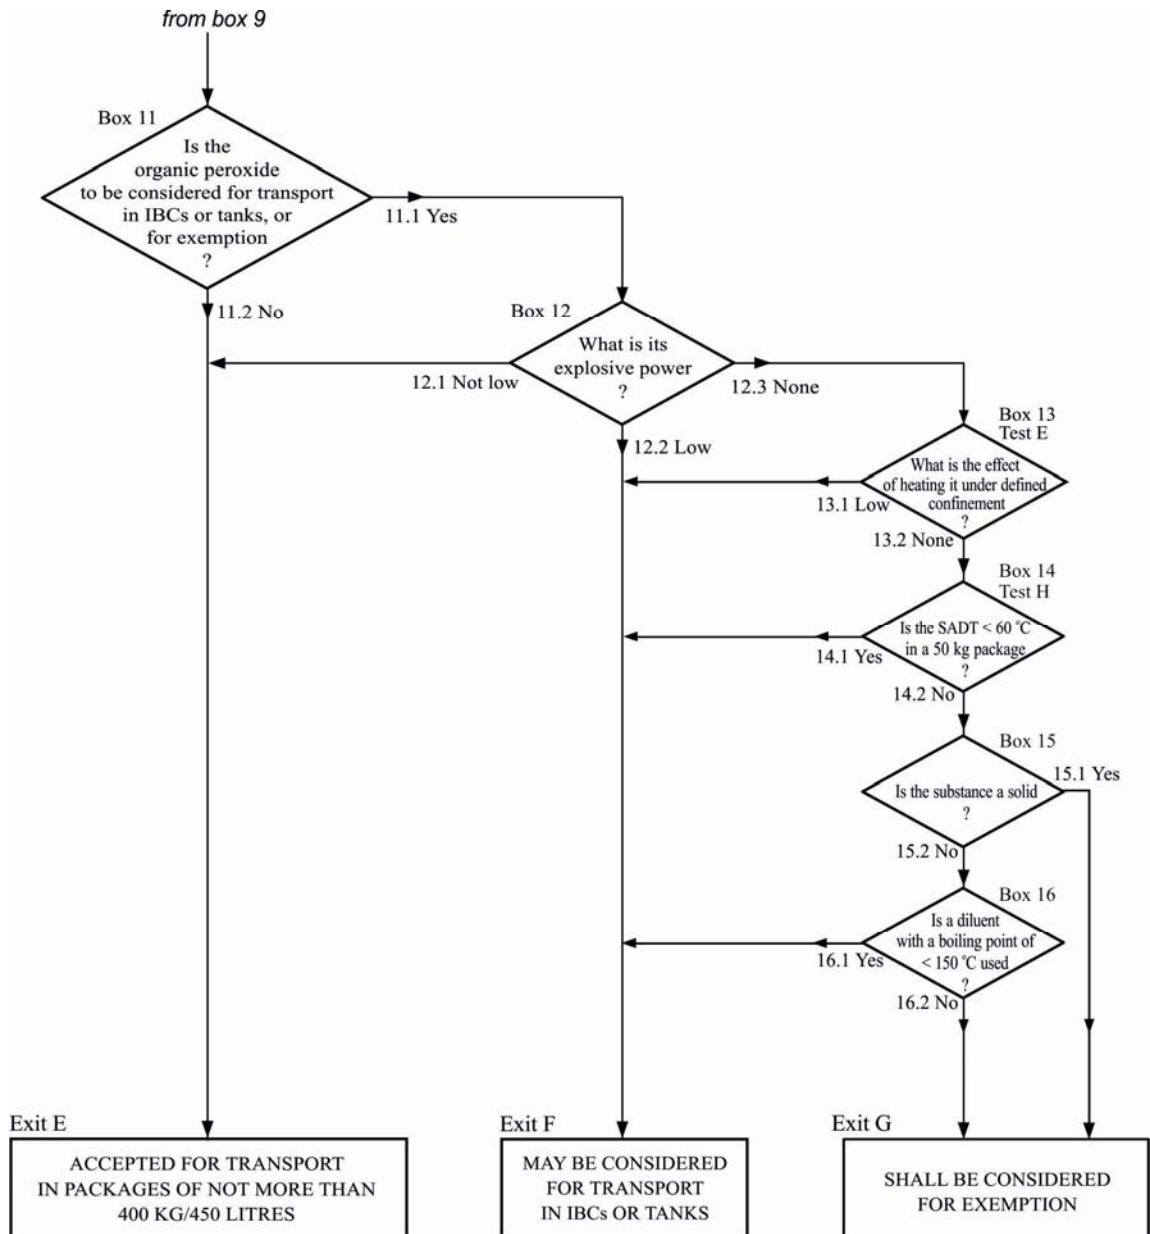 from box 9
Box 11
Is the
organic peroxide
to be considered for transport
in IBCs or tanks, or
for exemption
?
11.1 Yes
11.2 No
Box 12
What is its
explosive power
?
12.1 Not low
12.3 None
12.2 Low
Box 13
Test E
What is the effect
of heating it under defined
confinement
?
13.1 Low
13.2 None
Box 14
Test H
Is the SADT < 60 °C
in a 50 kg package
?
14.1 Yes
14.2 No
Box 15
15.1 Yes
Is the substance a solid
?
15.2 No
Box 16
Is a diluent
with a boiling point of
< 150 °C used
?
16.1 Yes
16.2 No
Exit E
ACCEPTED FOR TRANSPORT
IN PACKAGES OF NOT MORE THAN
400 KG/450 LITRES
Exit F
MAY BE CONSIDERED
FOR TRANSPORT
IN IBCs OR TANKS
Exit G
SHALL BE CONSIDERED
FOR EXEMPTION